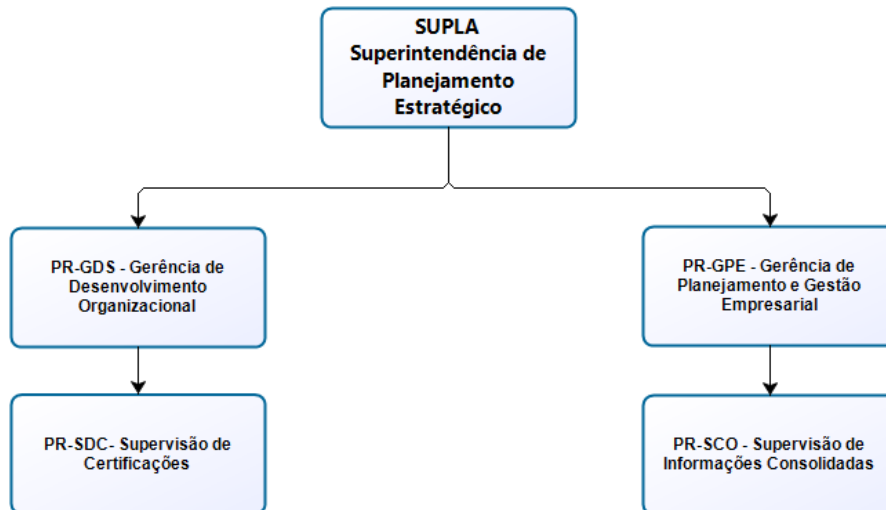 SUPLA
Superintendência de
Planejamento
Estratégico
PR-GDS - Gerência de
Desenvolvimento
Organizacional
PR-GPE - Gerência de
Planejamento e Gestão
Empresarial
PR-SDC- Supervisão de
Certificações
PR-SCO - Supervisão de
Informações Consolidadas